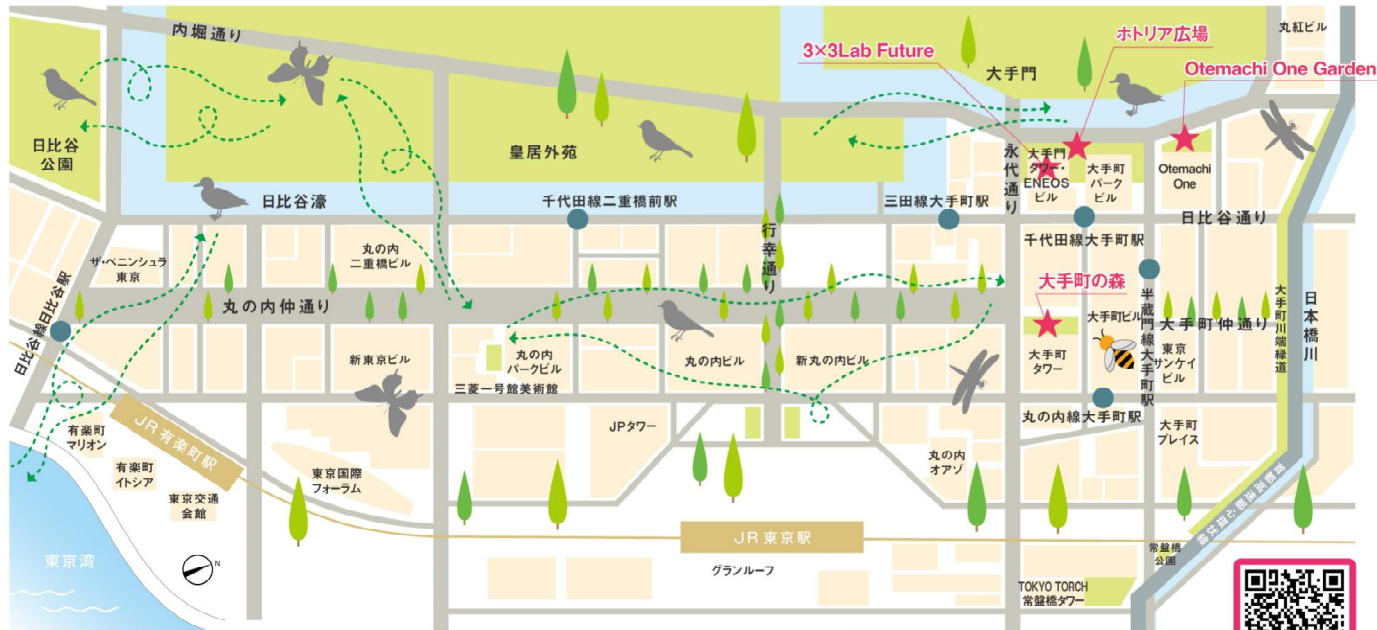 内堀通り
ホトリア広場
丸紅ビル
3×3Lab Future
大手門
Otemachi One Garden
日比谷
公園
皇居外苑
永代通り
大手門
タワー・
ENEOS
ビル
大手町
パーク
ビル
Otemachi
One
日比谷濠
千代田線二重橋前駅
三田線大手町駅
日比谷通り
行幸通り
千代田線大手町駅
ザ・ペニンシュラ
東京
丸の内
二重橋ビル
日比谷線日比谷駅
丸の内仲通り
大手町の森
半蔵門線大手町駅
大手町川端緑道
日本橋川
大手町ビル
大手町仲通り
新東京ビル
丸の内
パークビル
丸の内ビル
新丸の内ビル
大手町
タワー
東京
サンケイ
ビル
三菱一号館美術館
丸の内線大手町駅
JR有楽町駅
有楽町
マリオン
JPタワー
大手町
プレイス
有楽町
イトシア
東京国際
フォーラム
丸の内
オアゾ
東京交通
会館
首都高速都心環状線
JR東京駅
東京湾
N
グランルーフ
常盤橋
公園
TOKYO TORCH
常盤橋タワー